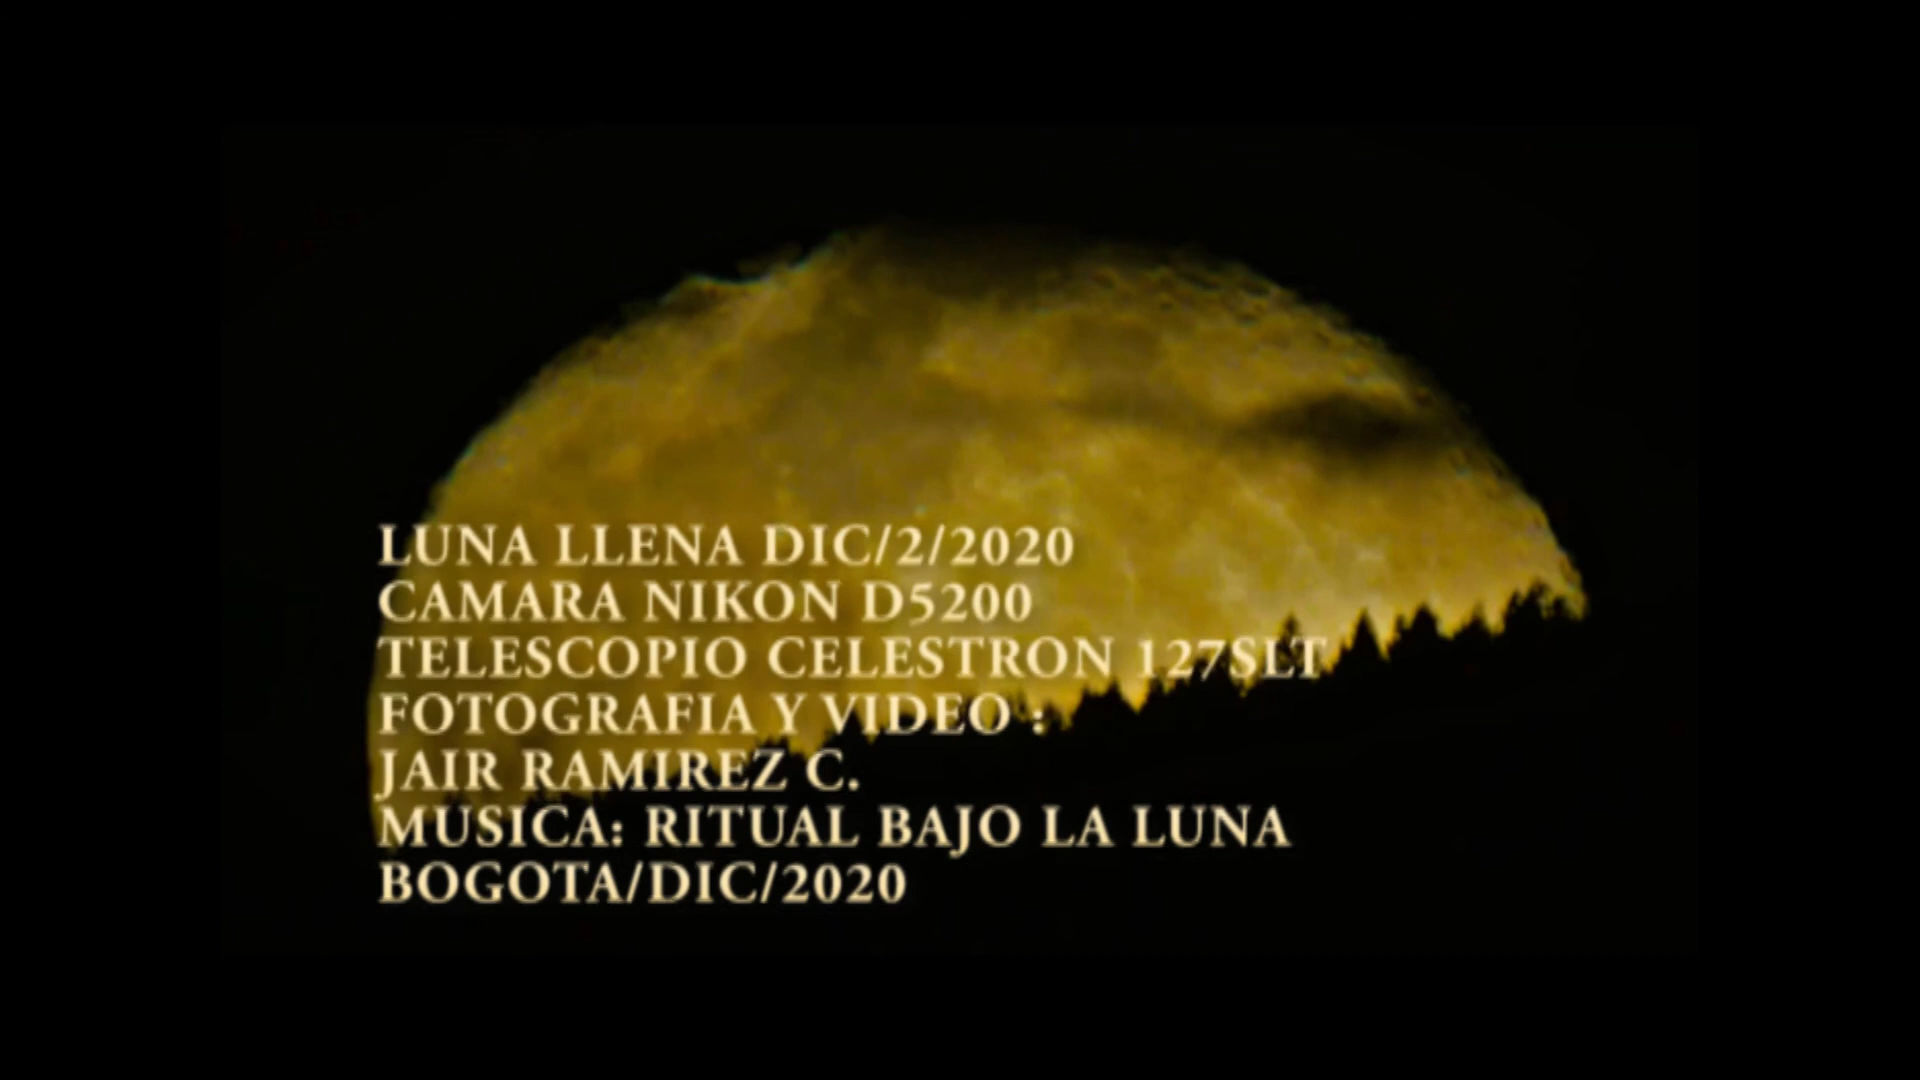 LUNA LLENA DIC/2/2020
CAMARA NIKON D5200
TELESCOPIO CELESTRON 127SLT
FOTOGRAFIA Y VIDEO :
JAIR RAMIREZ C.
MUSICA: RITUAL BAJO LA LUNA
BOGOTA/DIC/2020